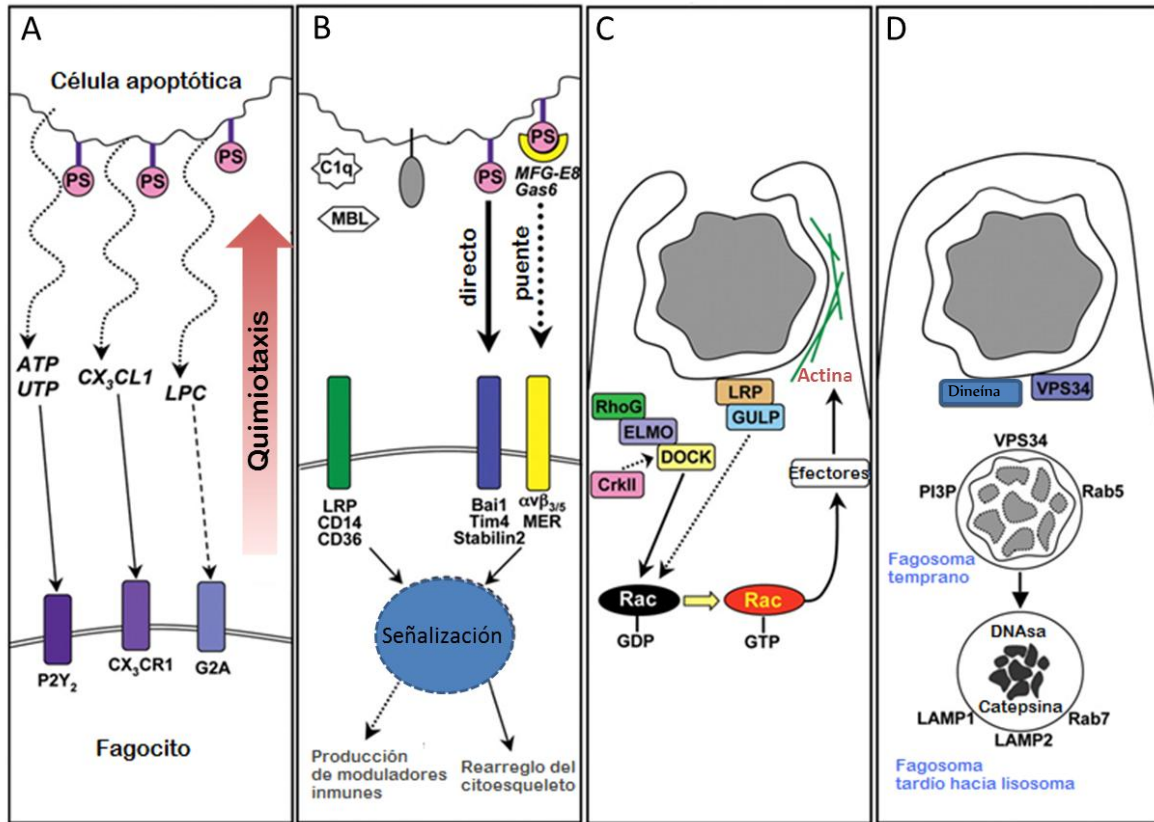 A
Célula apoptótica
PS
PS
PS
ATP
UTP
CX3CL1
LPC
Quimiotaxis
P2Y2
CX3CR1
G2A
Fagocito
B
C1q
MBL
PS
PS
MFG-E8
Gas6
directo
puente
LRP
CD14
CD36
Bai1
Tim4
Stabilin2
αvβ3/5
MER
Señalización
Producción
de moduladores
inmunes
Rearreglo del
citoesqueleto
C
Actina
LRP
GULP
RhoG
ELMO
DOCK
CrkII
Efectores
Rac
GDP
Rac
GTP
D
Dineína
VPS34
VPS34
PI3P
Rab5
Fagosoma
temprano
DNAsa
Catepsina
LAMP1
Rab7
LAMP2
Fagosoma
tardío hacia lisosoma